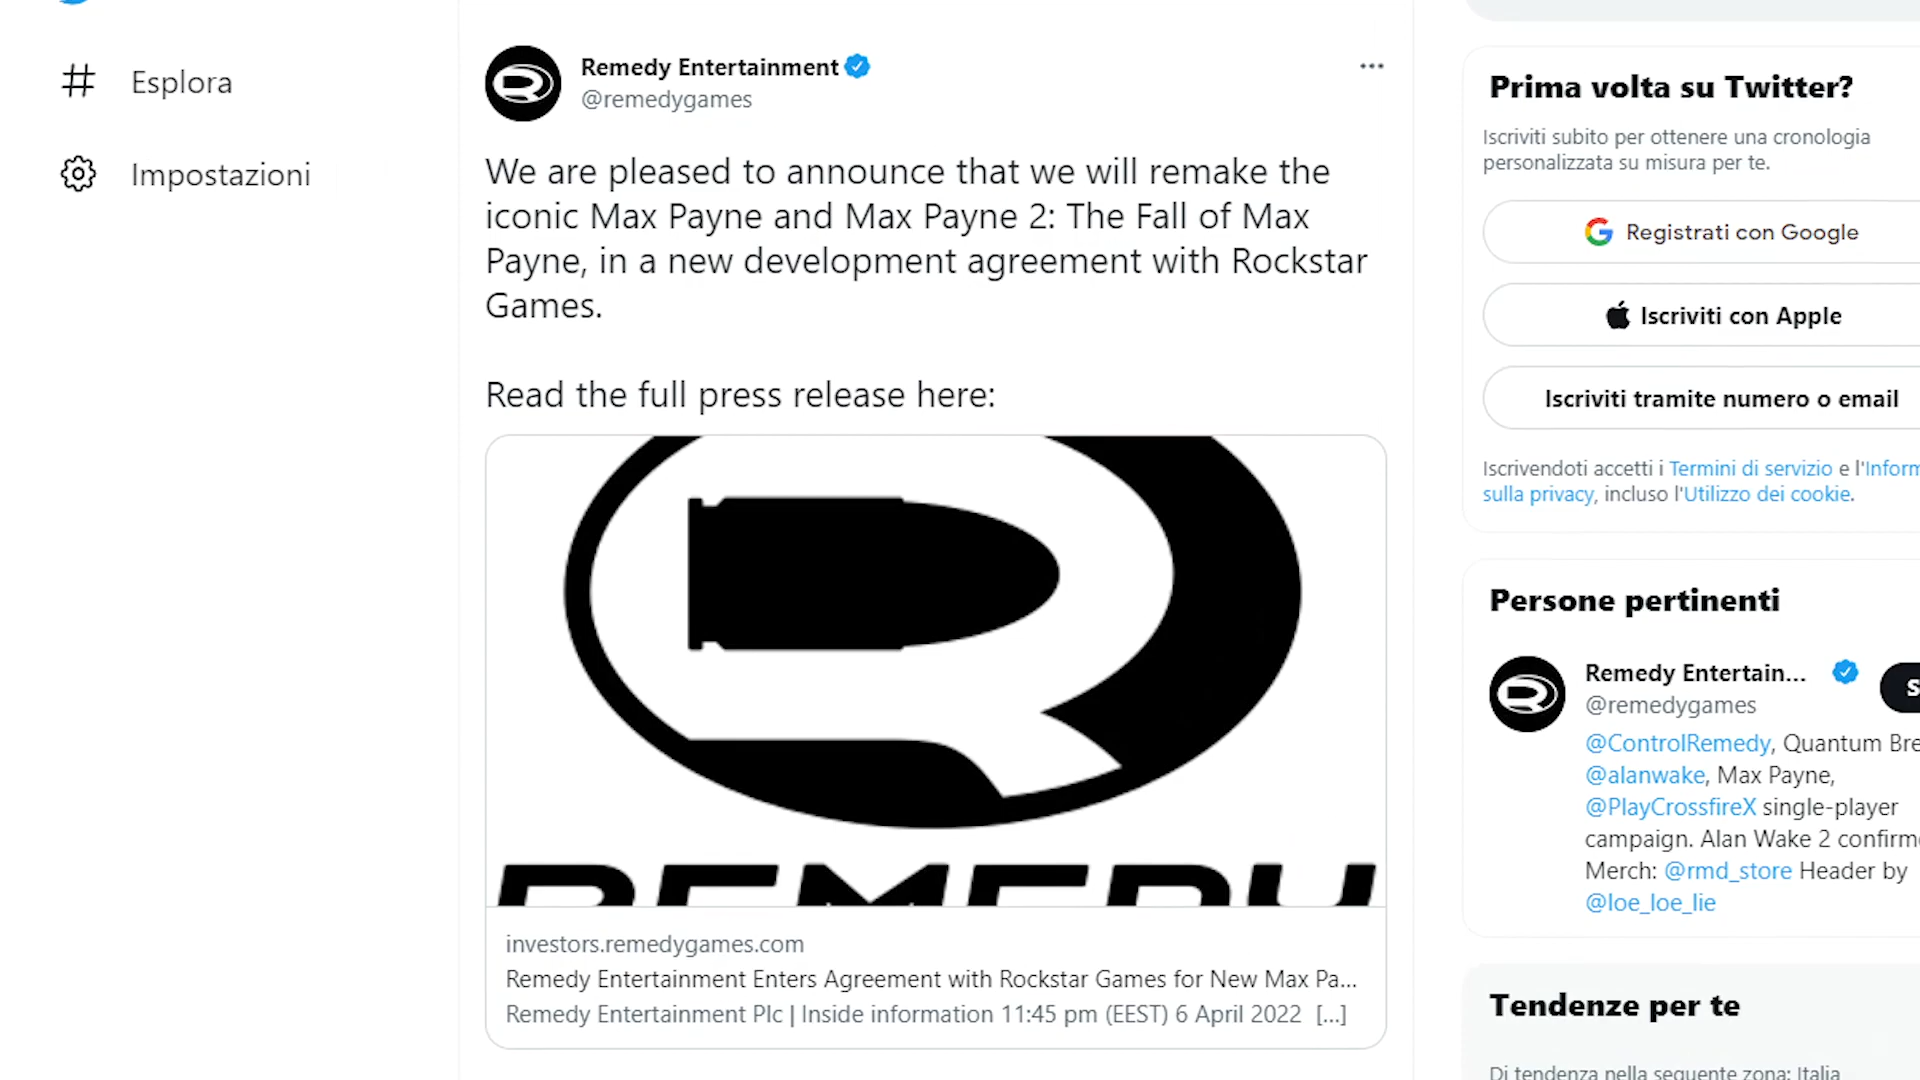 Esplora
Impostazioni
Remedy Entertainment
@remedygames
We are pleased to announce that we will remake the
iconic Max Payne and Max Payne 2: The Fall of Max
Payne, in a new development agreement with Rockstar
Games.
Read the full press release here:
REMEDY
investors.remedygames.com
Remedy Entertainment Enters Agreement with Rockstar Games for New Max Pa...
Remedy Entertainment Plc | Inside information 11:45 pm (EEST) 6 April 2022 [...]
Prima volta su Twitter?
Iscriviti subito per ottenere una cronologia
personalizzata su misura per te.
Registrati con Google
Iscriviti con Apple
Iscriviti tramite numero o email
Iscrivendoti accetti i Termini di servizio e l'Inform
sulla privacy, incluso l'Utilizzo dei cookie.
Persone pertinenti
Remedy Entertain...
@remedygames
S
@ControlRemedy, Quantum Bre
@alanwake, Max Payne,
@PlayCrossfireX single-player
campaign. Alan Wake 2 confirm
Merch: @rmd_store Header by
@loe_loe_lie
Tendenze per te
Di tendenza nella seguente zona: Italia